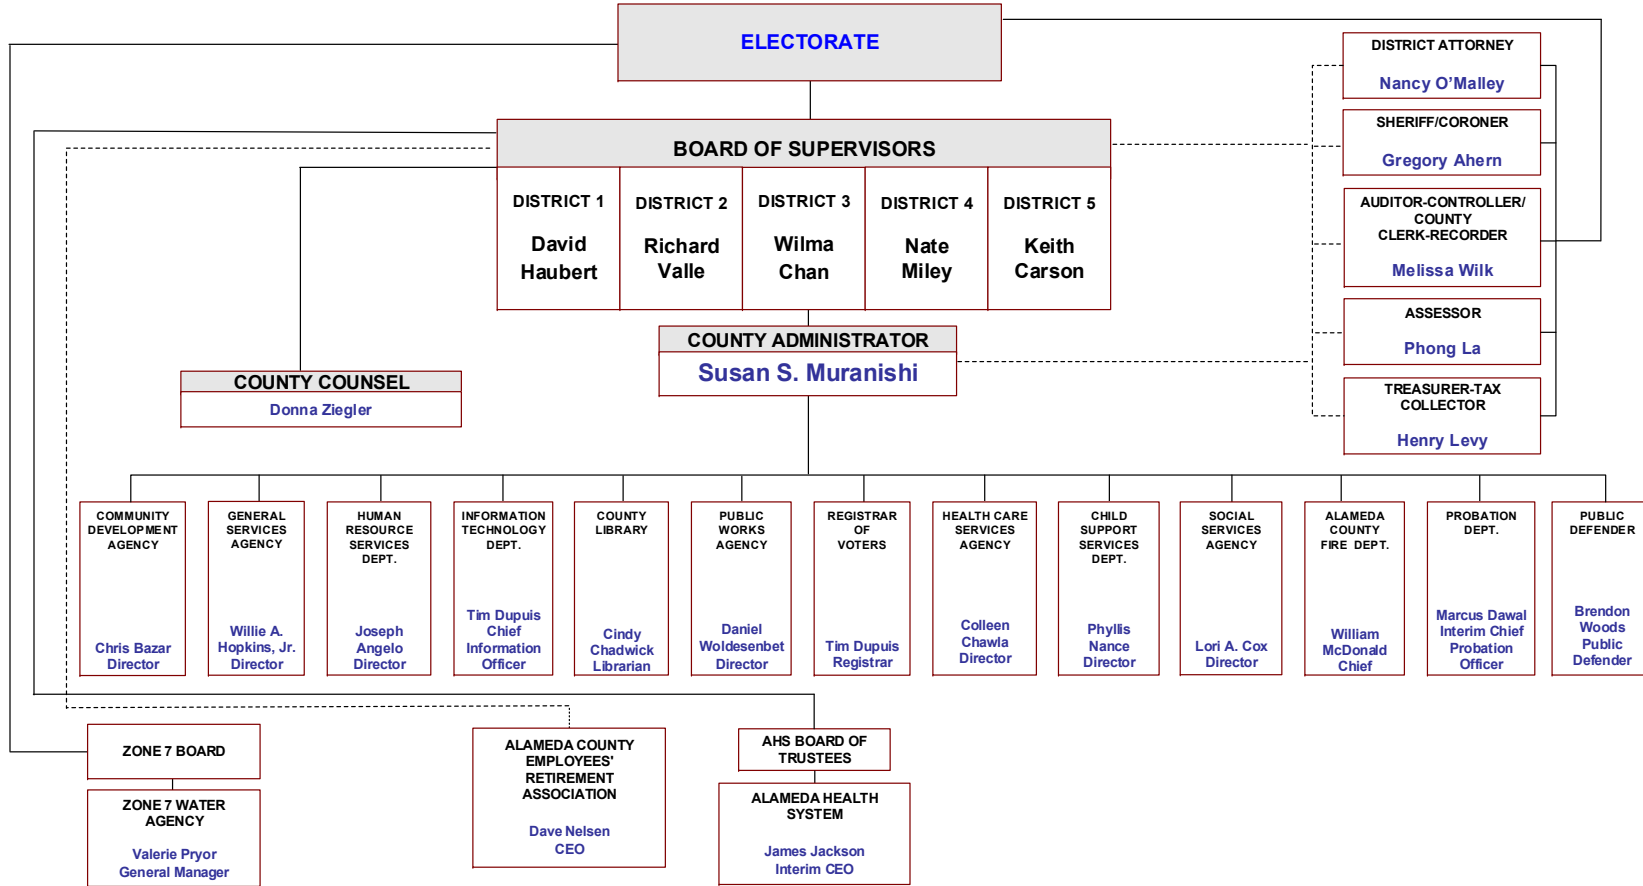 ELECTORATE
BOARD OF SUPERVISORS
DISTRICT 1
David
Haubert
DISTRICT 2
Richard
Valle
DISTRICT 3
Wilma
Chan
DISTRICT 4
Nate
Miley
DISTRICT 5
Keith
Carson
DISTRICT ATTORNEY
Nancy O’Malley
SHERIFF/CORONER
Gregory Ahern
AUDITOR-CONTROLLER/
COUNTY
CLERK-RECORDER
Melissa Wilk
ASSESSOR
Phong La
TREASURER-TAX
COLLECTOR
Henry Levy
COUNTY ADMINISTRATOR
Susan S. Muranishi
COUNTY COUNSEL
Donna Ziegler
COMMUNITY
DEVELOPMENT
AGENCY
Chris Bazar
Director
GENERAL
SERVICES
AGENCY
Willie A.
Hopkins, Jr.
Director
HUMAN
RESOURCE
SERVICES
DEPT.
Joseph
Angelo
Director
INFORMATION
TECHNOLOGY
DEPT.
Tim Dupuis
Chief
Information
Officer
COUNTY
LIBRARY
Cindy
Chadwick
Librarian
PUBLIC
WORKS
AGENCY
Daniel
Woldesenbet
Director
REGISTRAR
OF
VOTERS
Tim Dupuis
Registrar
HEALTH CARE
SERVICES
AGENCY
Colleen
Chawla
Director
CHILD
SUPPORT
SERVICES
DEPT.
Phyllis
Nance
Director
SOCIAL
SERVICES
AGENCY
Lori A. Cox
Director
ALAMEDA
COUNTY
FIRE DEPT.
William
McDonald
Chief
PROBATION
DEPT.
Marcus Dawal
Interim Chief
Probation
Officer
PUBLIC
DEFENDER
Brendon
Woods
Public
Defender
ZONE 7 BOARD
ZONE 7 WATER
AGENCY
Valerie Pryor
General Manager
ALAMEDA COUNTY
EMPLOYEES'
RETIREMENT
ASSOCIATION
Dave Nelsen
CEO
AHS BOARD OF
TRUSTEES
ALAMEDA HEALTH
SYSTEM
James Jackson
Interim CEO